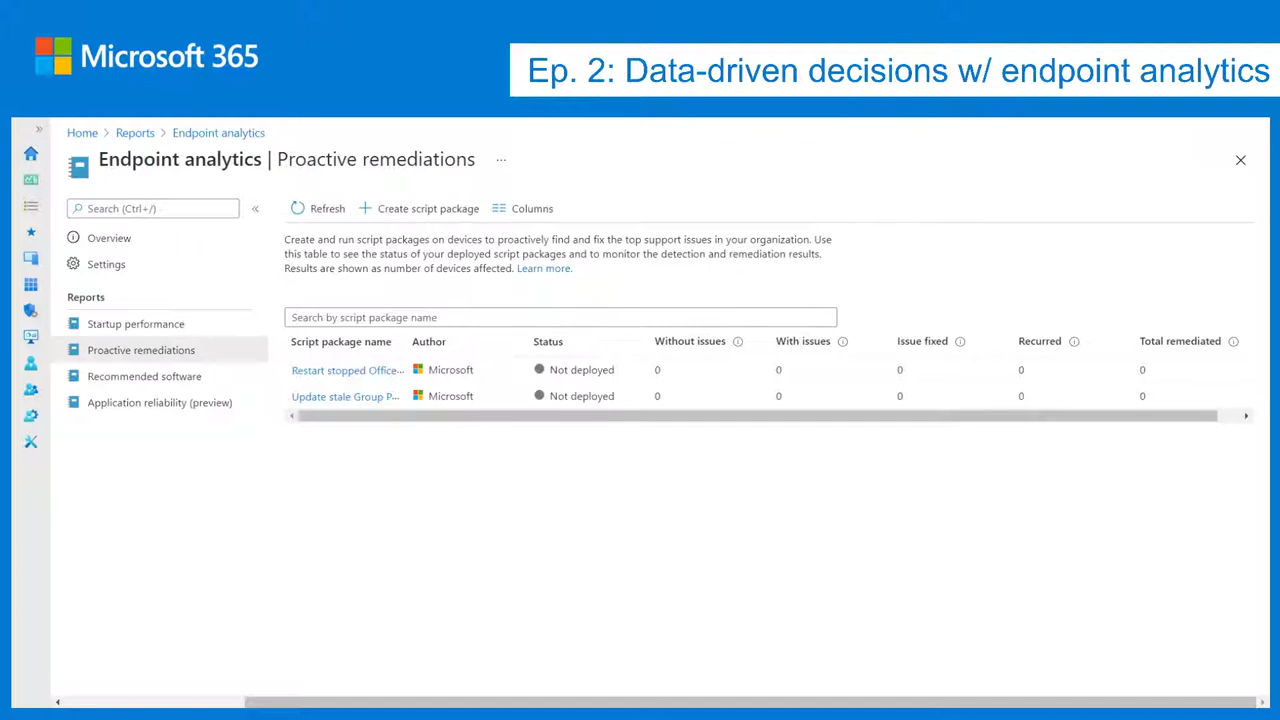 Microsoft 365
Ep. 2: Data-driven decisions w/ endpoint analytics
Home > Reports > Endpoint analytics
Endpoint analytics | Proactive remediations ...
Search (Ctrl+/)
Refresh + Create script package Columns
Overview
Settings
Reports
Startup performance
Proactive remediations
Recommended software
Application reliability (preview)
Create and run script packages on devices to proactively find and fix the top support issues in your organization. Use
this table to see the status of your deployed script packages and to monitor the detection and remediation results.
Results are shown as number of devices affected. Learn more.
Search by script package name
Script package name Author Status Without issues With issues Issue fixed Recurred Total remediated
Restart stopped Office... Microsoft Not deployed 0 0 0 0 0
Update stale Group P... Microsoft Not deployed 0 0 0 0 0